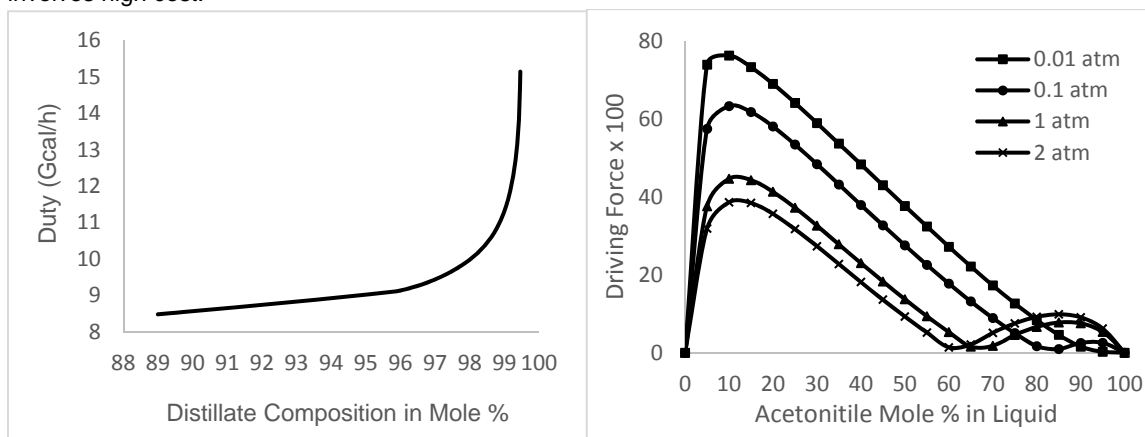 involves high cost.
16
15
14
13
12
11
10
9
8
Duty (Gcal/h)
88 89 90 91 92 93 94 95 96 97 98 99 100
Distillate Composition in Mole %
80
60
40
20
0
Driving Force x 100
0.01 atm
0.1 atm
1 atm
2 atm
0 10 20 30 40 50 60 70 80 90 100
Acetonitile Mole % in Liquid